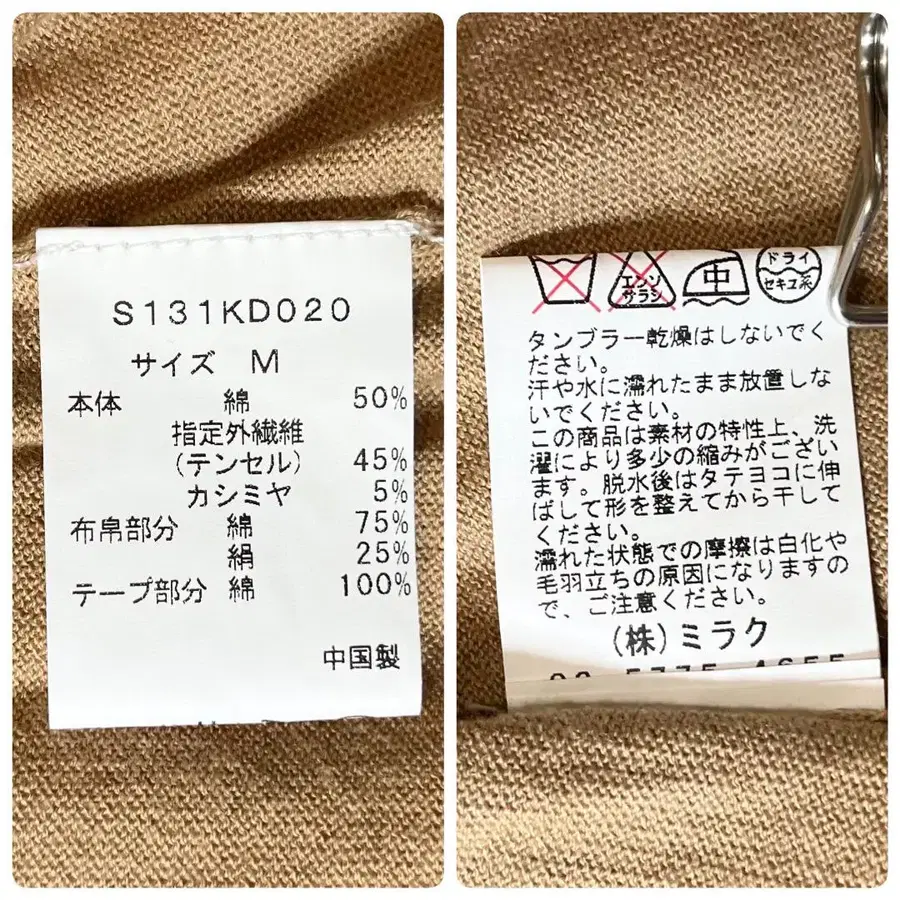 S131KD020
サイズ M
本体 綿 50%
指定外繊維
(テンセル) 45%
カシミヤ 5%
布帛部分 綿 75%
絹 25%
テープ部分 綿 100%
中国製
エンソ
サラシ
中
ドライ
セキユ系
タンブラー乾燥はしないでく
ださい。
汗や水に濡れたまま放置しな
いでください。
この商品は素材の特性上、洗
濯により多少の縮みがござい
ます。脱水後はタテヨコに伸
ばして形を整えてから干して
ください。
濡れた状態での摩擦は白化や
毛羽立ちの原因になりますの
で、ご注意ください。
(株)ミラク